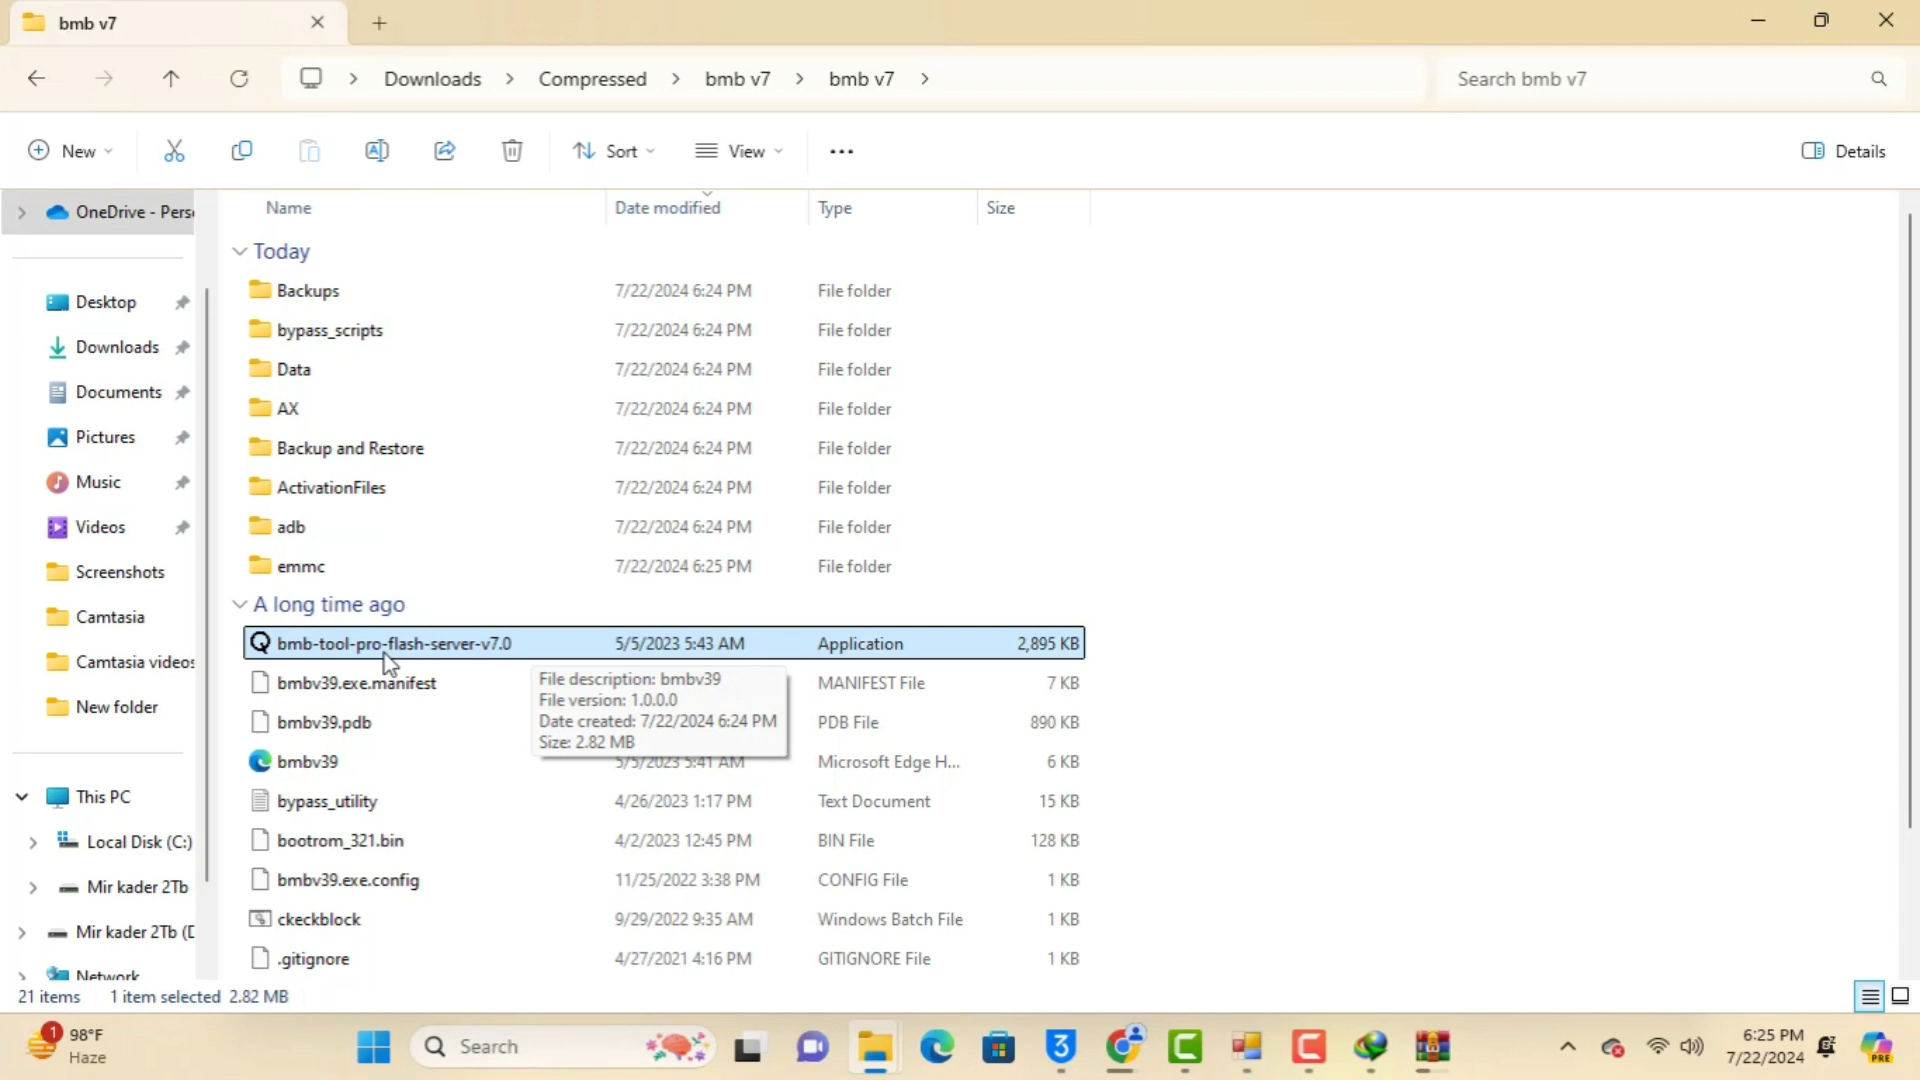 bmb v7
Downloads > Compressed > bmb v7 > bmb v7 >
Search bmb v7
New
Sort
View
Details
OneDrive - Pers
Desktop
Downloads
Documents
Pictures
Music
Videos
Screenshots
Camtasia
Camtasia videos
New folder
This PC
Local Disk (C:)
Mir kader 2Tb
Mir kader 2Tb (D
Network
Name Date modified Type Size
Today
Backups 7/22/2024 6:24 PM File folder
bypass_scripts 7/22/2024 6:24 PM File folder
Data 7/22/2024 6:24 PM File folder
AX 7/22/2024 6:24 PM File folder
Backup and Restore 7/22/2024 6:24 PM File folder
ActivationFiles 7/22/2024 6:24 PM File folder
adb 7/22/2024 6:24 PM File folder
emmc 7/22/2024 6:25 PM File folder
A long time ago
bmb-tool-pro-flash-server-v7.0 5/5/2023 5:43 AM Application 2,895 KB
bmbv39.exe.manifest MANIFEST File 7 KB
bmbv39.pdb PDB File 890 KB
bmbv39 5/5/2023 5:41 AM Microsoft Edge H... 6 KB
bypass_utility 4/26/2023 1:17 PM Text Document 15 KB
bootrom_321.bin 4/2/2023 12:45 PM BIN File 128 KB
bmbv39.exe.config 11/25/2022 3:38 PM CONFIG File 1 KB
ckeckblock 9/29/2022 9:35 AM Windows Batch File 1 KB
.gitignore 4/27/2021 4:16 PM GITIGNORE File 1 KB
File description: bmbv39
File version: 1.0.0.0
Date created: 7/22/2024 6:24 PM
Size: 2.82 MB
21 items 1 item selected 2.82 MB
1
98°F
Haze
Search
3
6:25 PM
7/22/2024
PRE